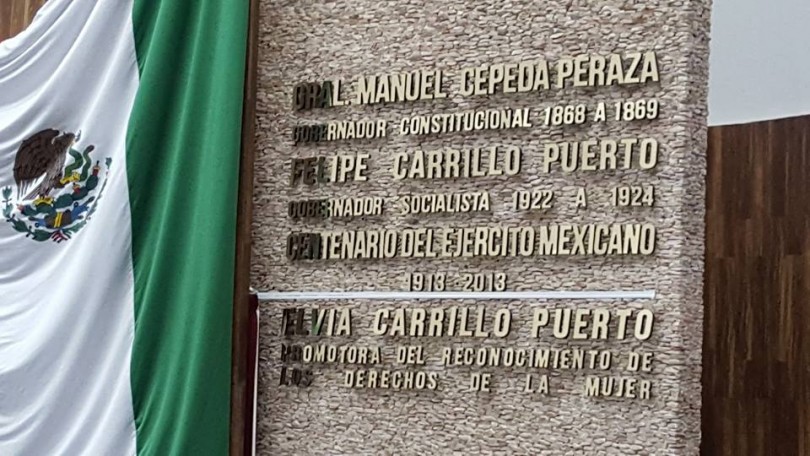 GRAL. MANUEL CEPEDA PERAZA
GOBERNADOR CONSTITUCIONAL 1868 A 1869
FELIPE CARRILLO PUERTO
GOBERNADOR SOCIALISTA 1922 A 1924
CENTENARIO DEL EJERCITO MEXICANO
1913-2013
ELVIA CARRILLO PUERTO
PROMOTORA DEL RECONOCIMIENTO DE
LOS DERECHOS DE LA MUJER